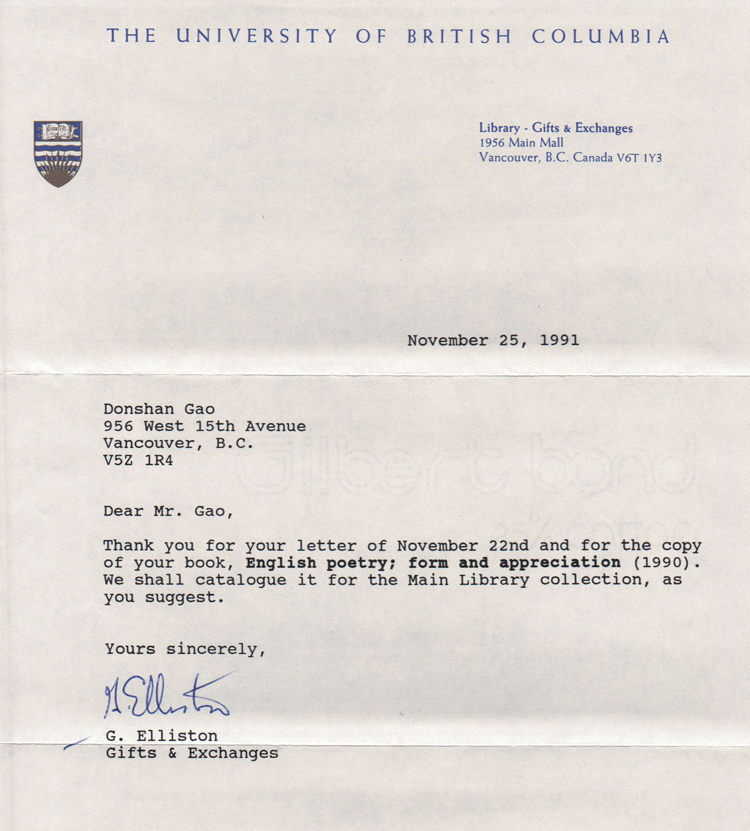 THE UNIVERSITY OF BRITISH COLUMBIA
Library - Gifts & Exchanges
1956 Main Mall
Vancouver, B.C. Canada V6T 1Y3
November 25, 1991
Donshan Gao
956 West 15th Avenue
Vancouver, B.C.
V5Z 1R4
Gilbert bond
Dear Mr. Gao,
Thank you for your letter of November 22nd and for the copy
of your book, English poetry; form and appreciation (1990).
We shall catalogue it for the Main Library collection, as
you suggest.
Yours sincerely,
G. Elliston
G. Elliston
Gifts & Exchanges